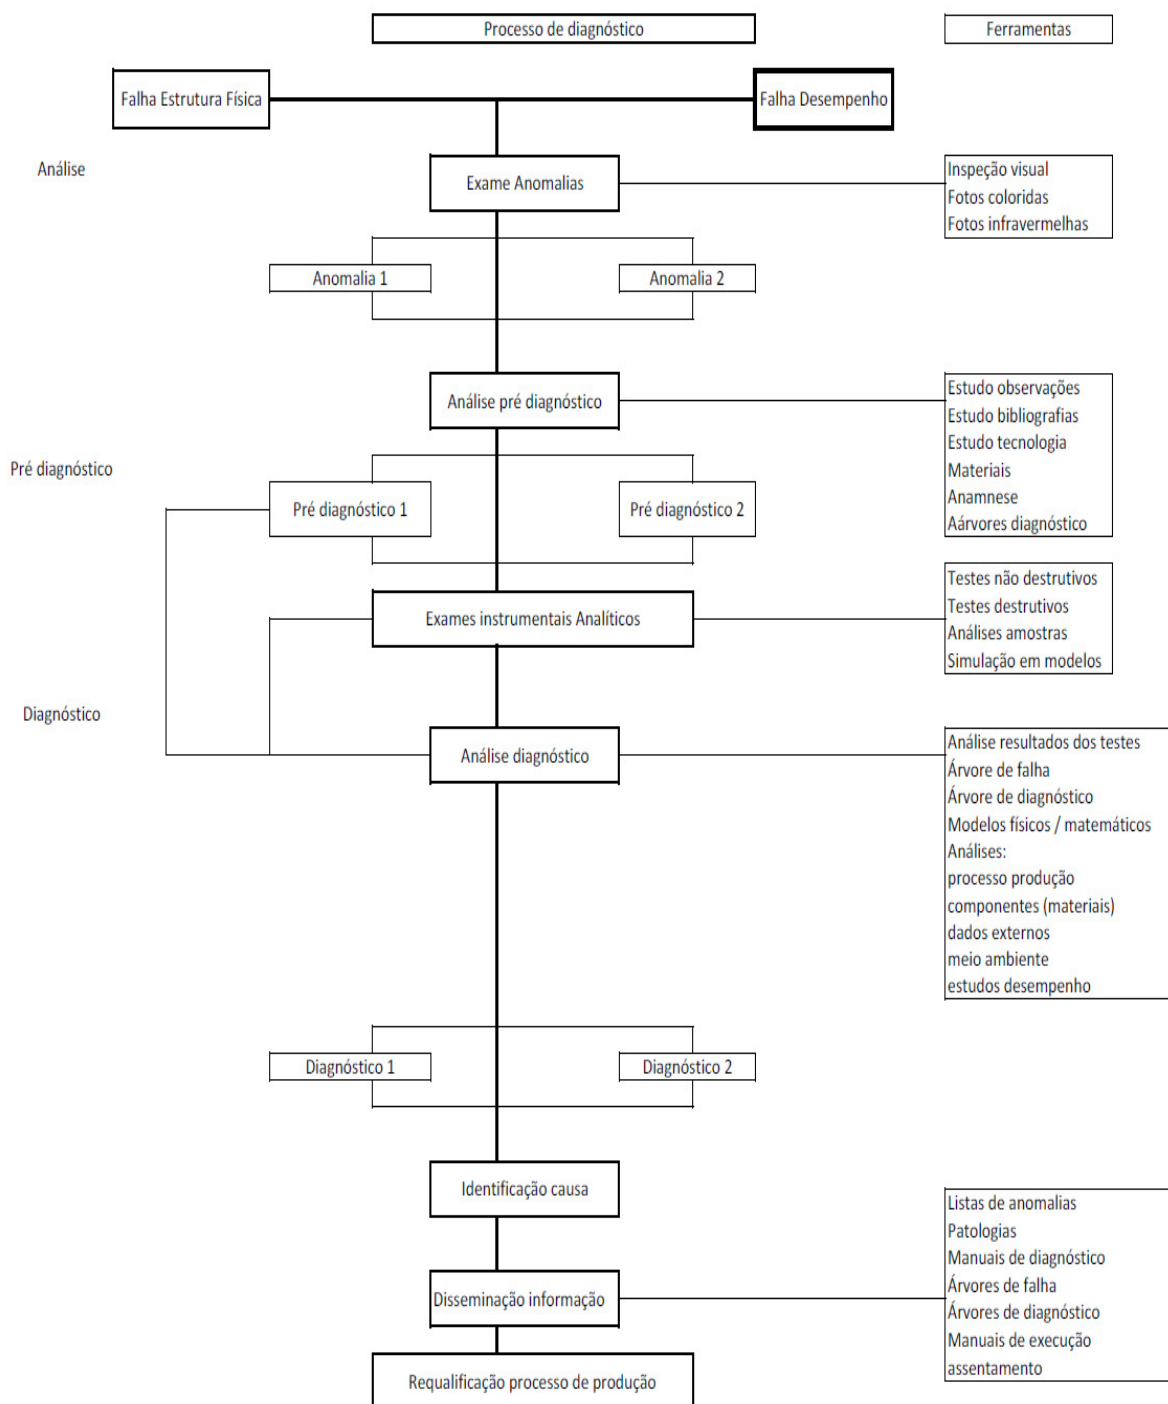 Processo de diagnóstico
Ferramentas
Falha Estrutura Física
Falha Desempenho
Análise
Exame Anomalias
Inspeção visual
Fotos coloridas
Fotos infravermelhas
Anomalia 1
Anomalia 2
Análise pré diagnóstico
Estudo observações
Estudo bibliografias
Estudo tecnologia
Materiais
Anamnese
Aárvores diagnóstico
Pré diagnóstico
Pré diagnóstico 1
Pré diagnóstico 2
Exames instrumentais Analíticos
Testes não destrutivos
Testes destrutivos
Análises amostras
Simulação em modelos
Diagnóstico
Análise diagnóstico
Análise resultados dos testes
Árvore de falha
Árvore de diagnóstico
Modelos físicos / matemáticos
Análises:
processo produção
componentes (materiais)
dados externos
meio ambiente
estudos desempenho
Diagnóstico 1
Diagnóstico 2
Identificação causa
Disseminação informação
Listas de anomalias
Patologias
Manuais de diagnóstico
Árvores de falha
Árvores de diagnóstico
Manuais de execução
assentamento
Requalificação processo de produção